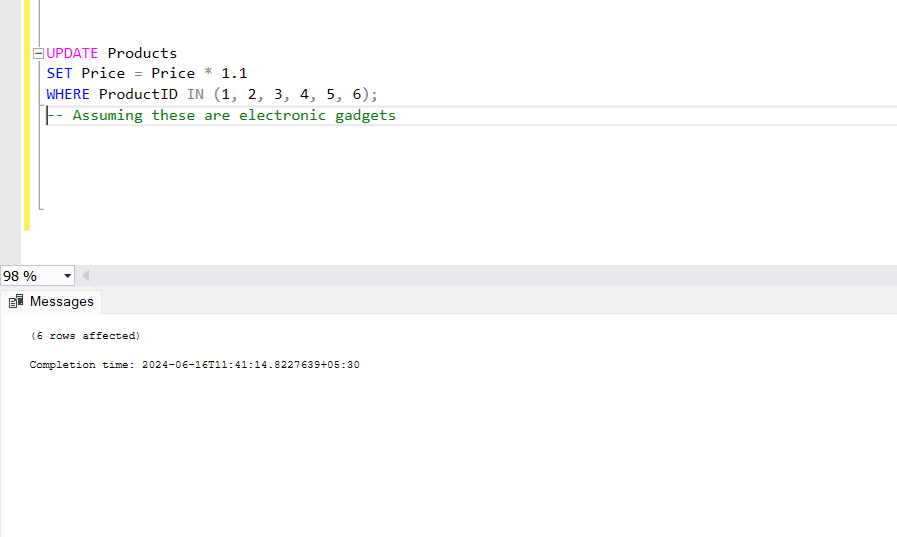 UPDATE Products
SET Price = Price * 1.1
WHERE ProductID IN (1, 2, 3, 4, 5, 6);
-- Assuming these are electronic gadgets
98 %
Messages
(6 rows affected)
Completion time: 2024-06-16T11:41:14.8227639+05:30